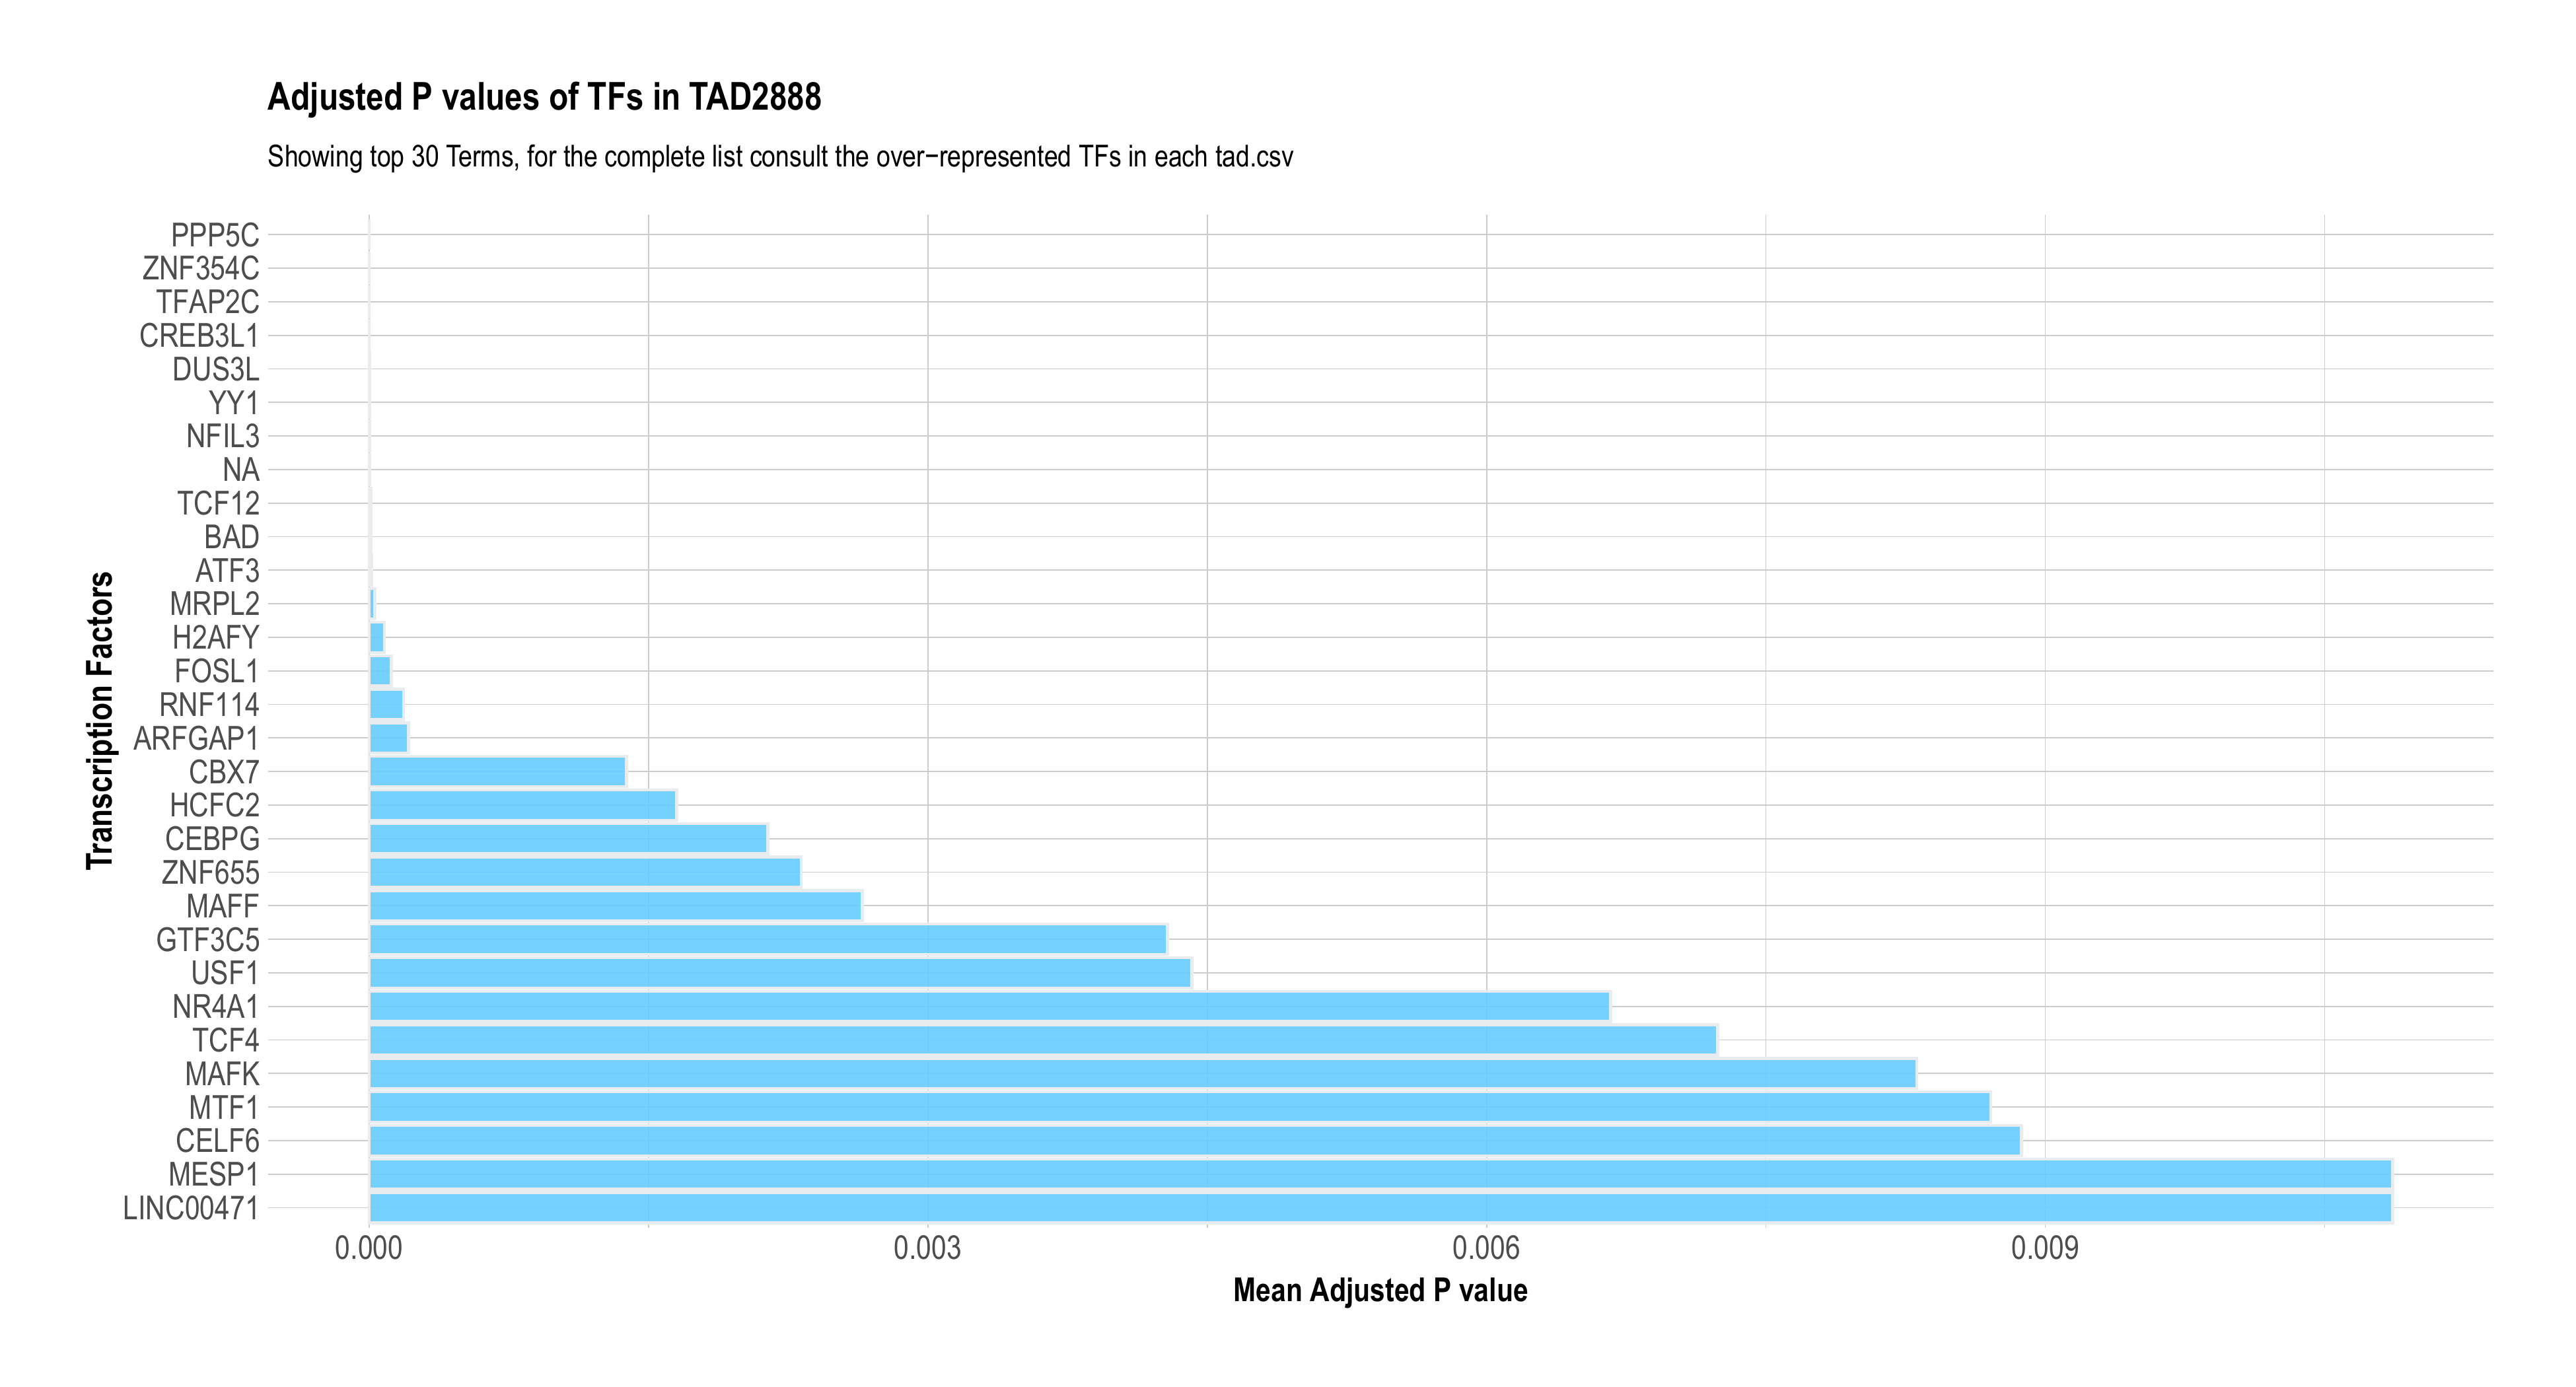 Adjusted P values of TFs in TAD2888
Showing top 30 Terms, for the complete list consult the over−represented TFs in each tad.csv
Transcription Factors
PPP5C
ZNF354C
TFAP2C
CREB3L1
DUS3L
YY1
NFIL3
NA
TCF12
BAD
ATF3
MRPL2
H2AFY
FOSL1
RNF114
ARFGAP1
CBX7
HCFC2
CEBPG
ZNF655
MAFF
GTF3C5
USF1
NR4A1
TCF4
MAFK
MTF1
CELF6
MESP1
LINC00471
0.000 0.003 0.006 0.009
Mean Adjusted P value